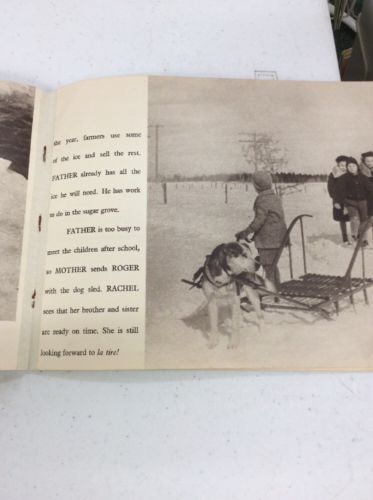 the year, farmers use some
of the ice and sell the rest.
FATHER already has all the
ice he will need. He has work
to do in the sugar grove.
FATHER is too busy to
meet the children after school,
so MOTHER sends ROGER
with the dog sled. RACHEL
sees that her brother and sister
are ready on time. She is still
looking forward to la tire!